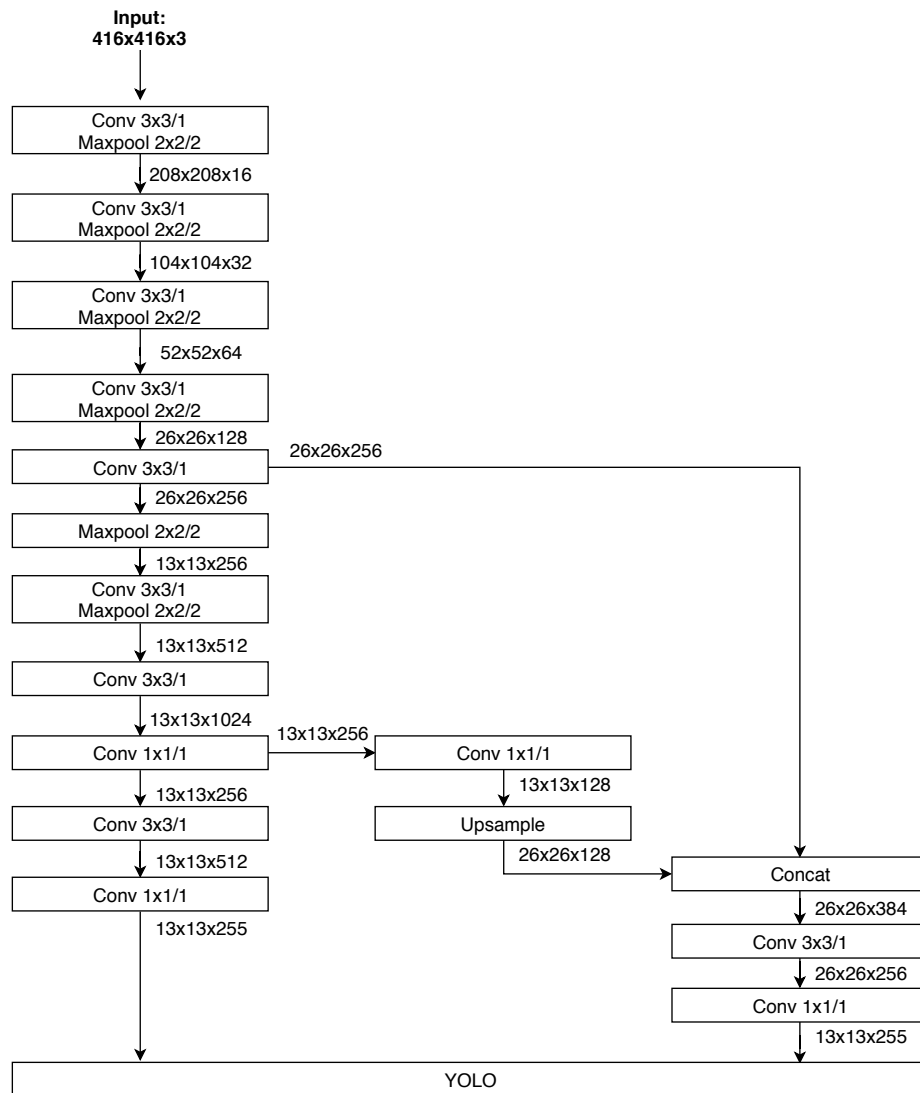 Input:
416x416x3
Conv 3x3/1
Maxpool 2x2/2
208x208x16
Conv 3x3/1
Maxpool 2x2/2
104x104x32
Conv 3x3/1
Maxpool 2x2/2
52x52x64
Conv 3x3/1
Maxpool 2x2/2
26x26x128
Conv 3x3/1
26x26x256
26x26x256
Maxpool 2x2/2
13x13x256
Conv 3x3/1
Maxpool 2x2/2
13x13x512
Conv 3x3/1
13x13x1024
Conv 1x1/1
13x13x256
Conv 1x1/1
13x13x256
13x13x128
Conv 3x3/1
Upsample
13x13x512
26x26x128
Conv 1x1/1
Concat
13x13x255
26x26x384
Conv 3x3/1
26x26x256
Conv 1x1/1
13x13x255
YOLO